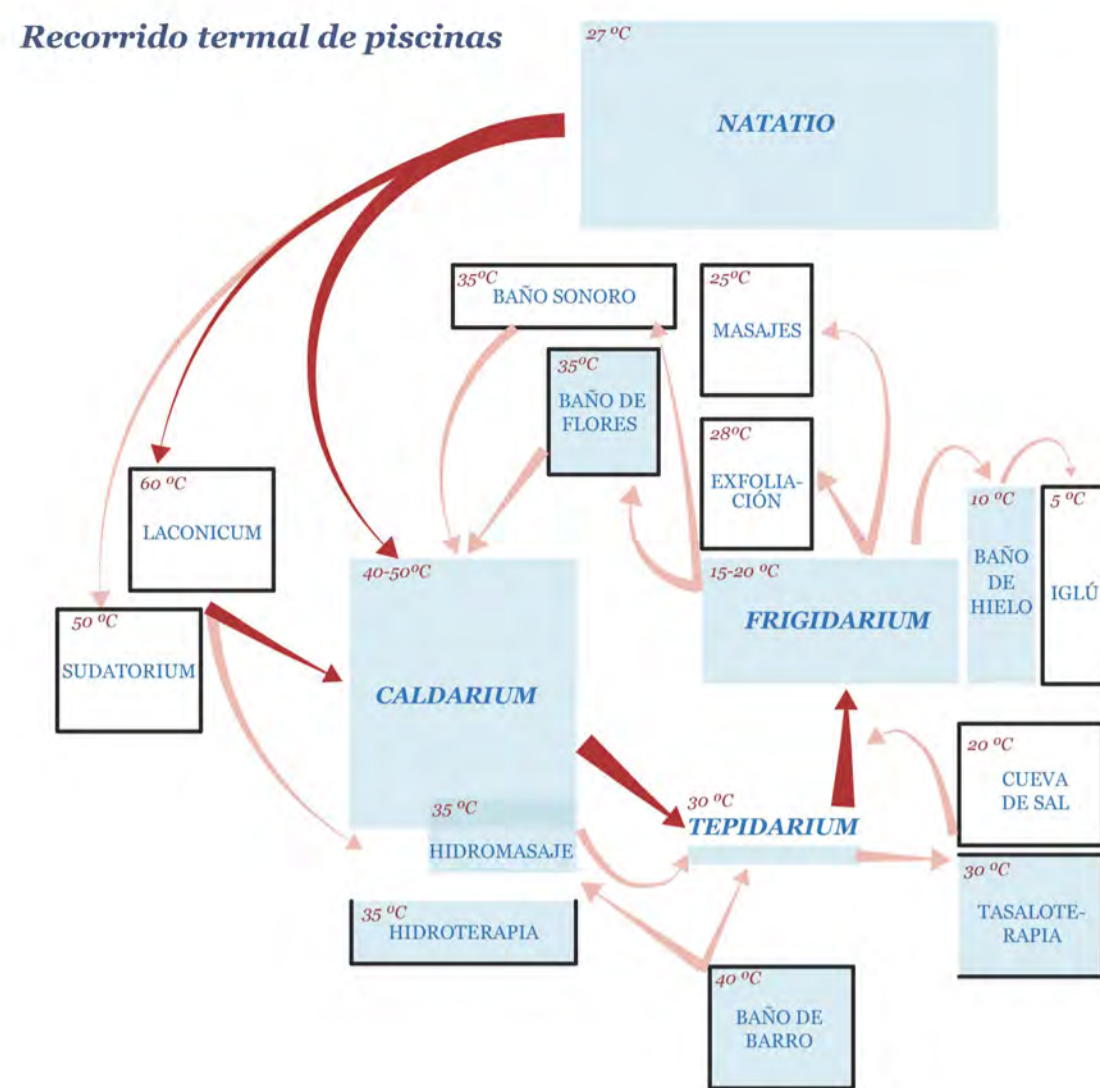 Recorrido termal de piscinas
27 ºC
NATATIO
35ºC
BAÑO SONORO
25ºC
MASAJES
35ºC
BAÑO DE
FLORES
28ºC
EXFOLIA-
CIÓN
60 ºC
LACONICUM
10 ºC
BAÑO
DE
HIELO
5 ºC
IGLÚ
40-50ºC
CALDARIUM
15-20 ºC
FRIGIDARIUM
50 ºC
SUDATORIUM
20 ºC
CUEVA
DE SAL
35 ºC
HIDROMASAJE
30 ºC
TEPIDARIUM
30 ºC
TASALOTE-
RAPIA
35 ºC
HIDROTERAPIA
40 ºC
BAÑO DE
BARRO